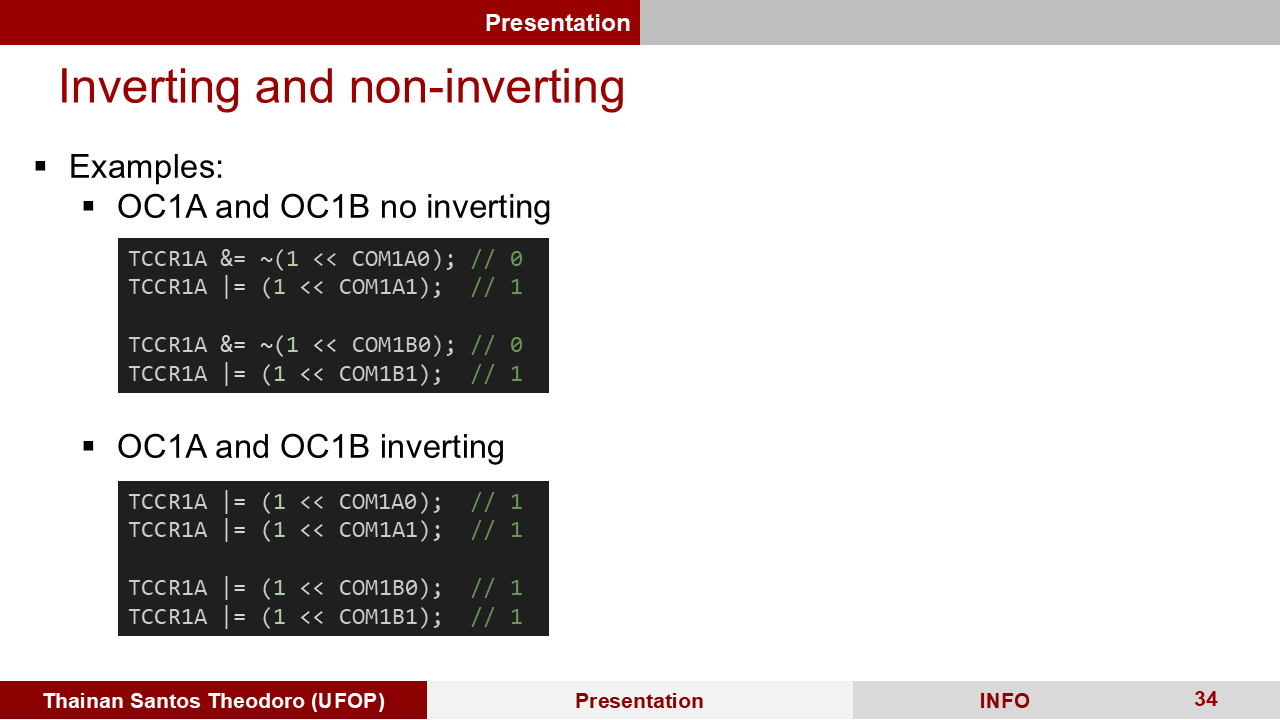 Presentation
Inverting and non-inverting
▪ Examples:
▪ OC1A and OC1B no inverting
TCCR1A &= ~(1 << COM1A0); // 0
TCCR1A |= (1 << COM1A1);  // 1
TCCR1A &= ~(1 << COM1B0); // 0
TCCR1A |= (1 << COM1B1);  // 1
▪ OC1A and OC1B inverting
TCCR1A |= (1 << COM1A0);  // 1
TCCR1A |= (1 << COM1A1);  // 1
TCCR1A |= (1 << COM1B0);  // 1
TCCR1A |= (1 << COM1B1);  // 1
Thainan Santos Theodoro (UFOP) Presentation INFO 34